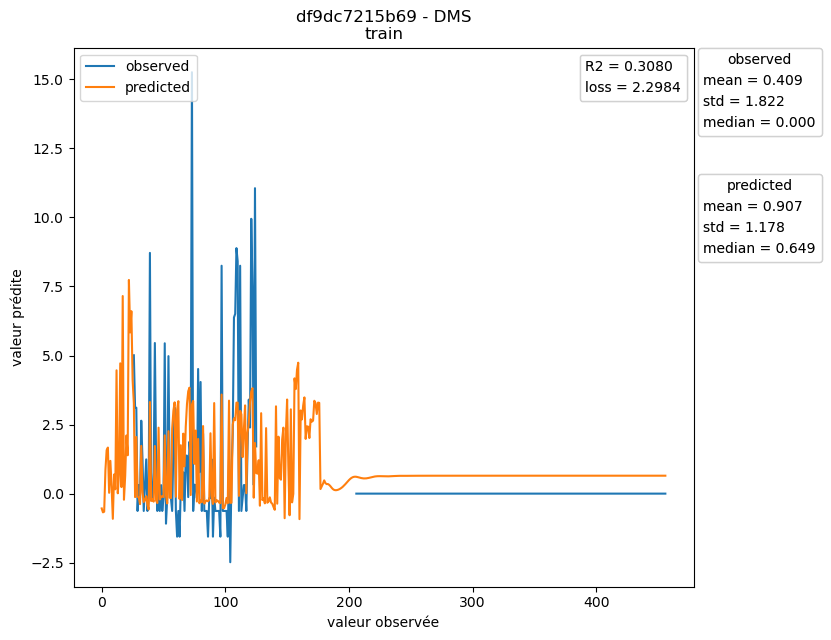 df9dc7215b69 - DMS
train
observed
predicted
R2 = 0.3080
loss = 2.2984
observed
mean = 0.409
std = 1.822
median = 0.000
predicted
mean = 0.907
std = 1.178
median = 0.649
valeur prédite
15.0
12.5
10.0
7.5
5.0
2.5
0.0
−2.5
0
100
200
300
400
valeur observée